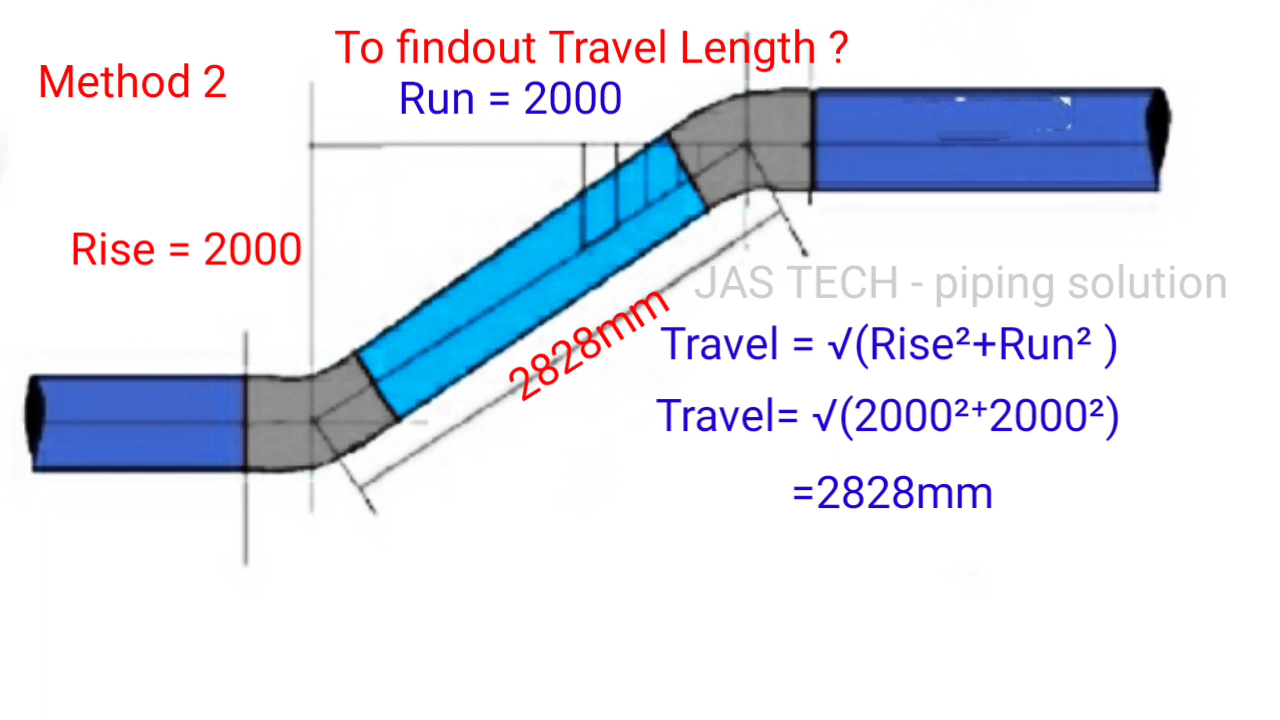 To findout Travel Length ?
Method 2
Run = 2000
Rise = 2000
JAS TECH - piping solution
2828mm
Travel = √(Rise²+Run² )
Travel= √(2000²⁺2000²)
=2828mm